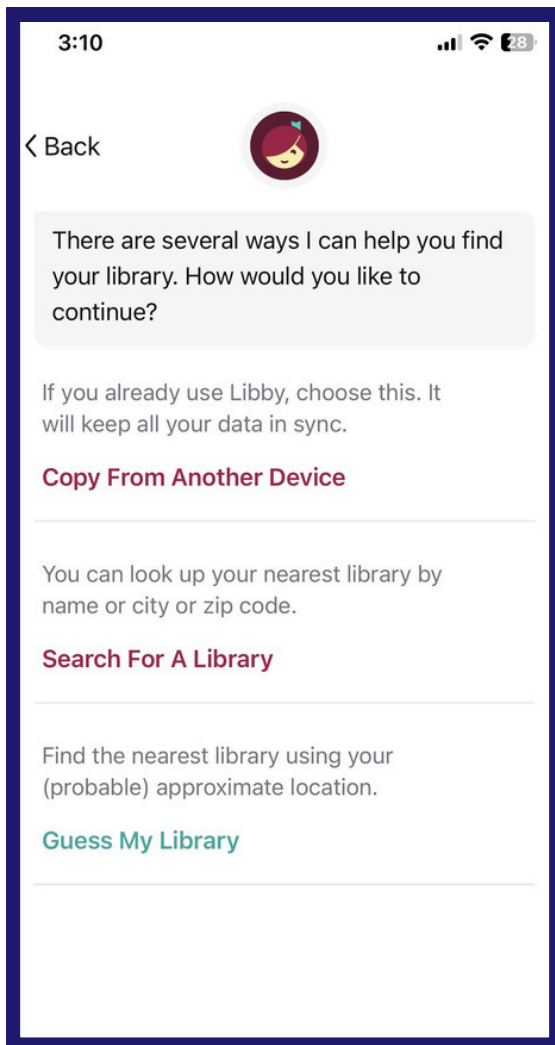 3:10
28
Back
There are several ways I can help you find
your library. How would you like to
continue?
If you already use Libby, choose this. It
will keep all your data in sync.
Copy From Another Device
You can look up your nearest library by
name or city or zip code.
Search For A Library
Find the nearest library using your
(probable) approximate location.
Guess My Library